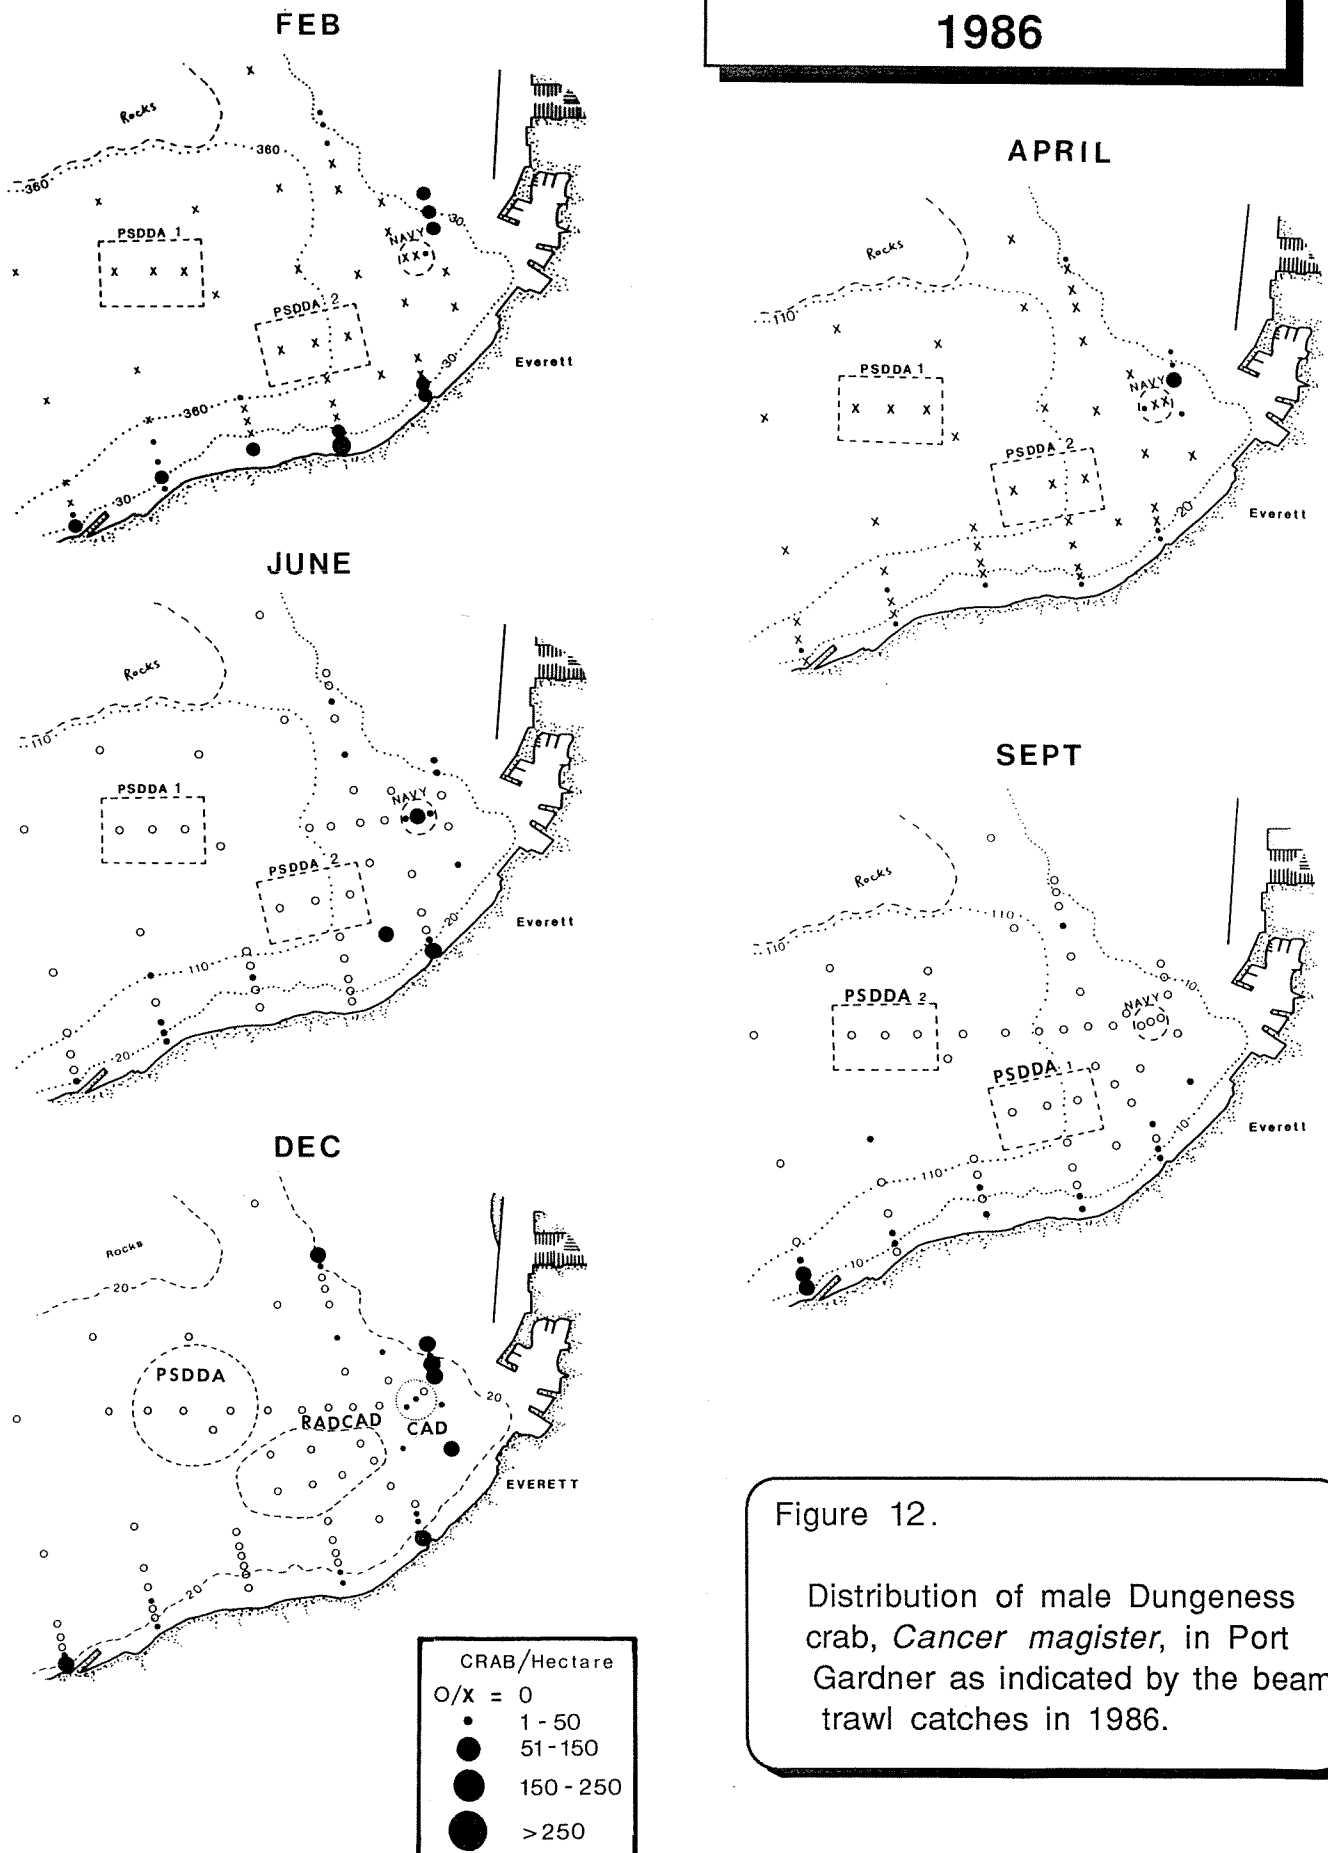 1986
FEB
Rocks
360
360
PSDDA 1
30
NAVY
PSDDA 2
30
Everett
360
30
APRIL
Rocks
110
PSDDA 1
NAVY
PSDDA 2
20
Everett
JUNE
Rocks
110
PSDDA 1
NAVY
PSDDA 2
20
Everett
110
20
SEPT
Rocks
110
110
PSDDA 2
10
NAVY
PSDDA 1
10
Everett
110
10
DEC
Rocks
20
PSDDA
20
RADCAD
CAD
EVERETT
20
CRAB/Hectare
O/X = 0
1-50
51-150
150-250
>250
Figure 12.
Distribution of male Dungeness
crab, Cancer magister, in Port
Gardner as indicated by the beam
trawl catches in 1986.